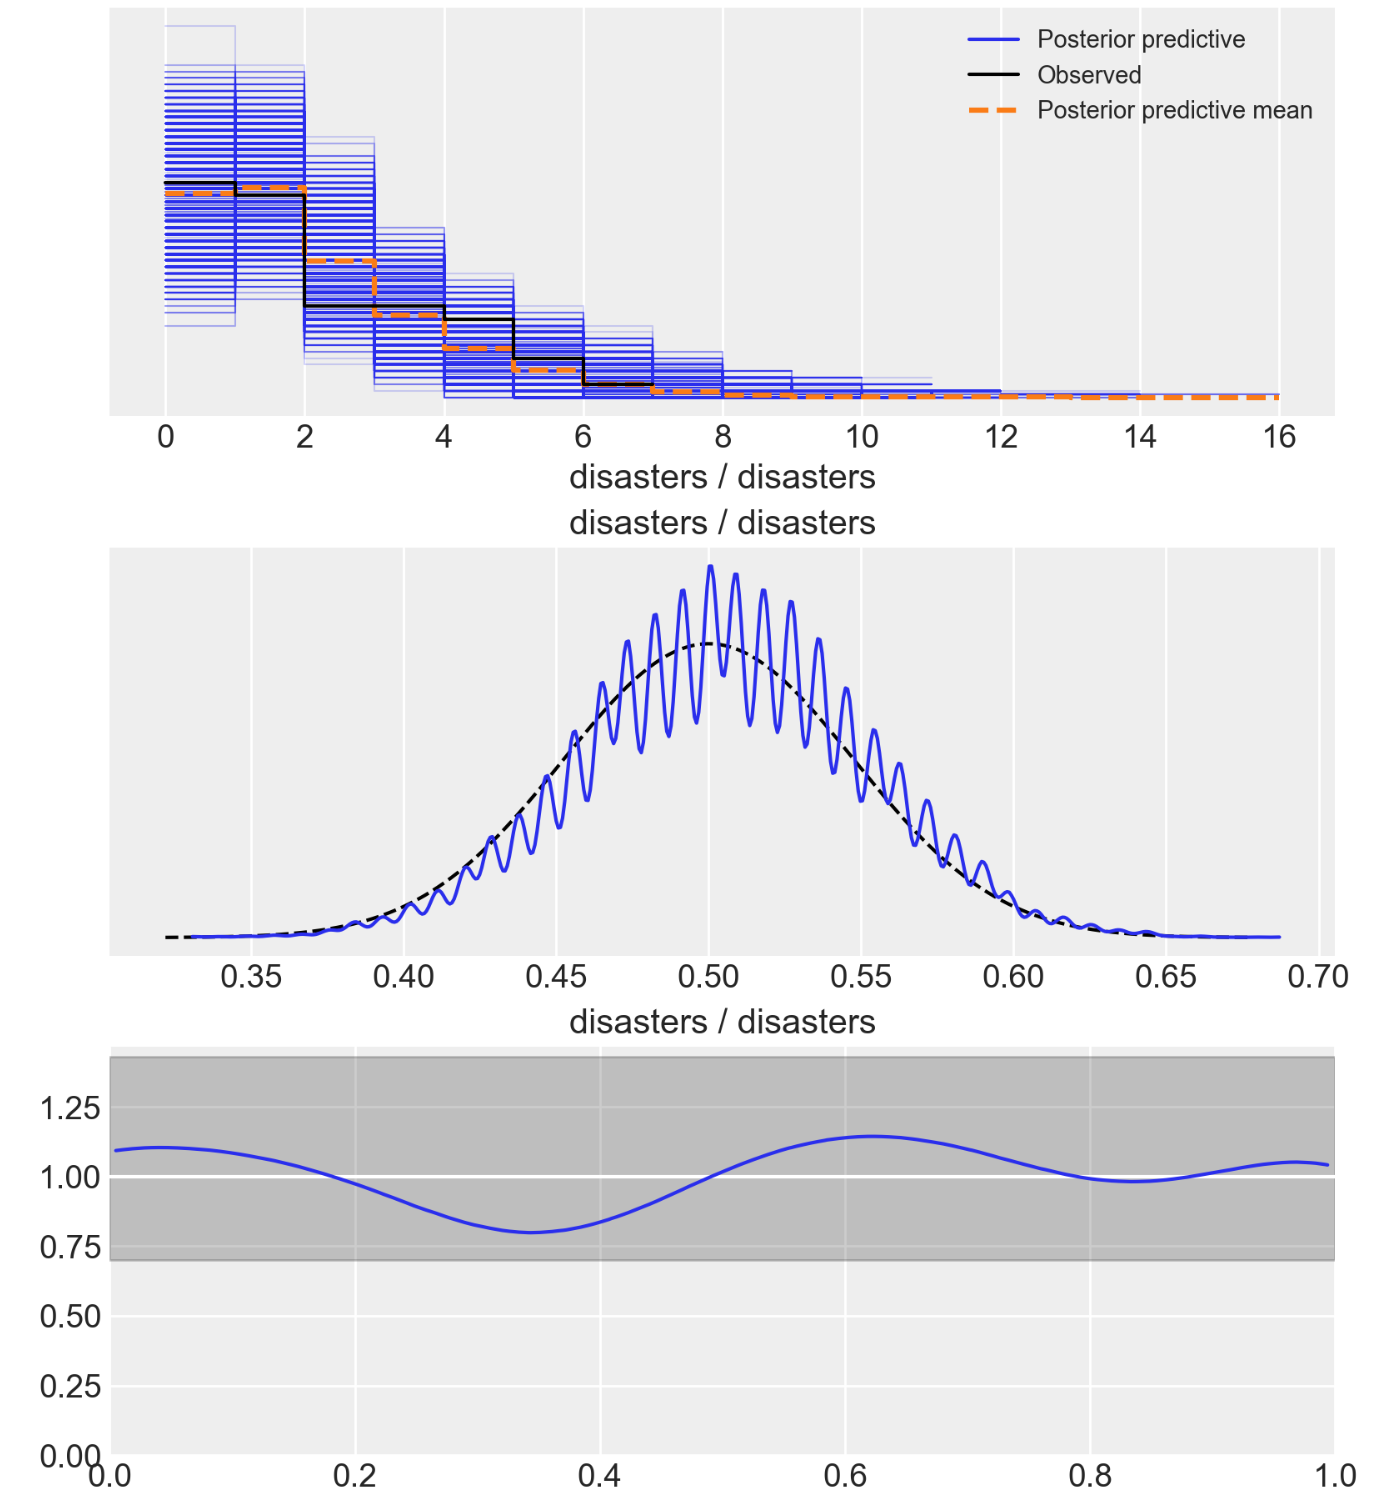 Posterior predictive
Observed
Posterior predictive mean
0 2 4 6 8 10 12 14 16
disasters / disasters
disasters / disasters
0.35 0.40 0.45 0.50 0.55 0.60 0.65 0.70
disasters / disasters
1.25
1.00
0.75
0.50
0.25
0.00
0.0 0.2 0.4 0.6 0.8 1.0